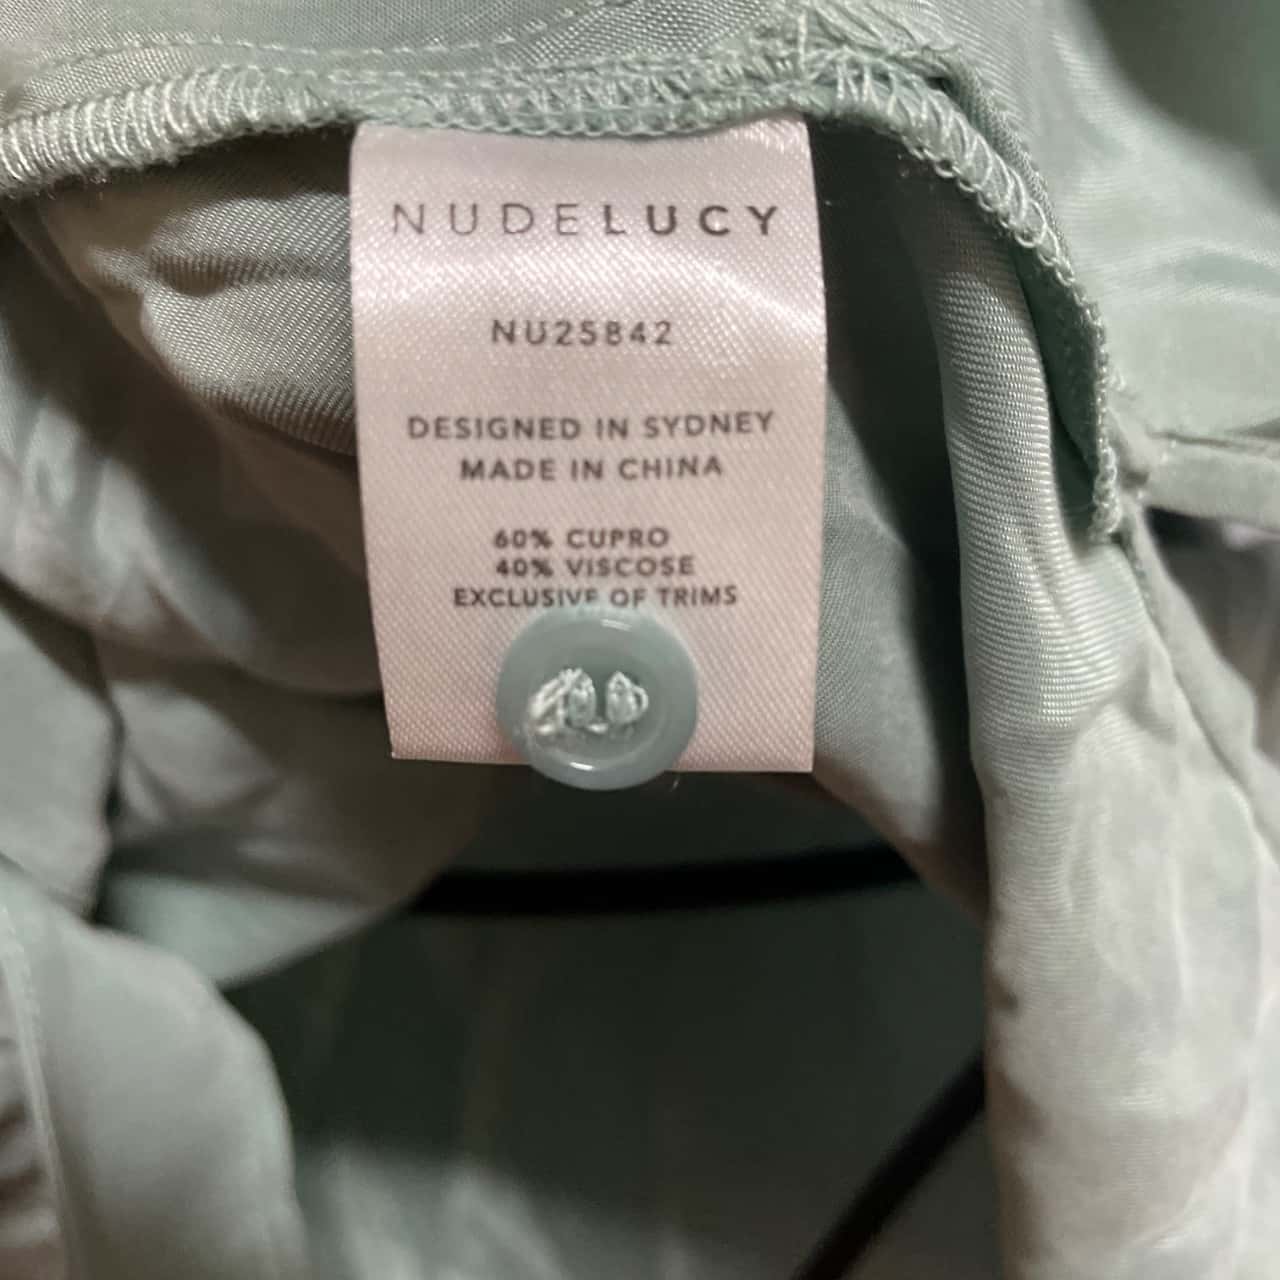 NUDELUCY
NU25842
DESIGNED IN SYDNEY
MADE IN CHINA
60% CUPRO
40% VISCOSE
EXCLUSIVE OF TRIMS